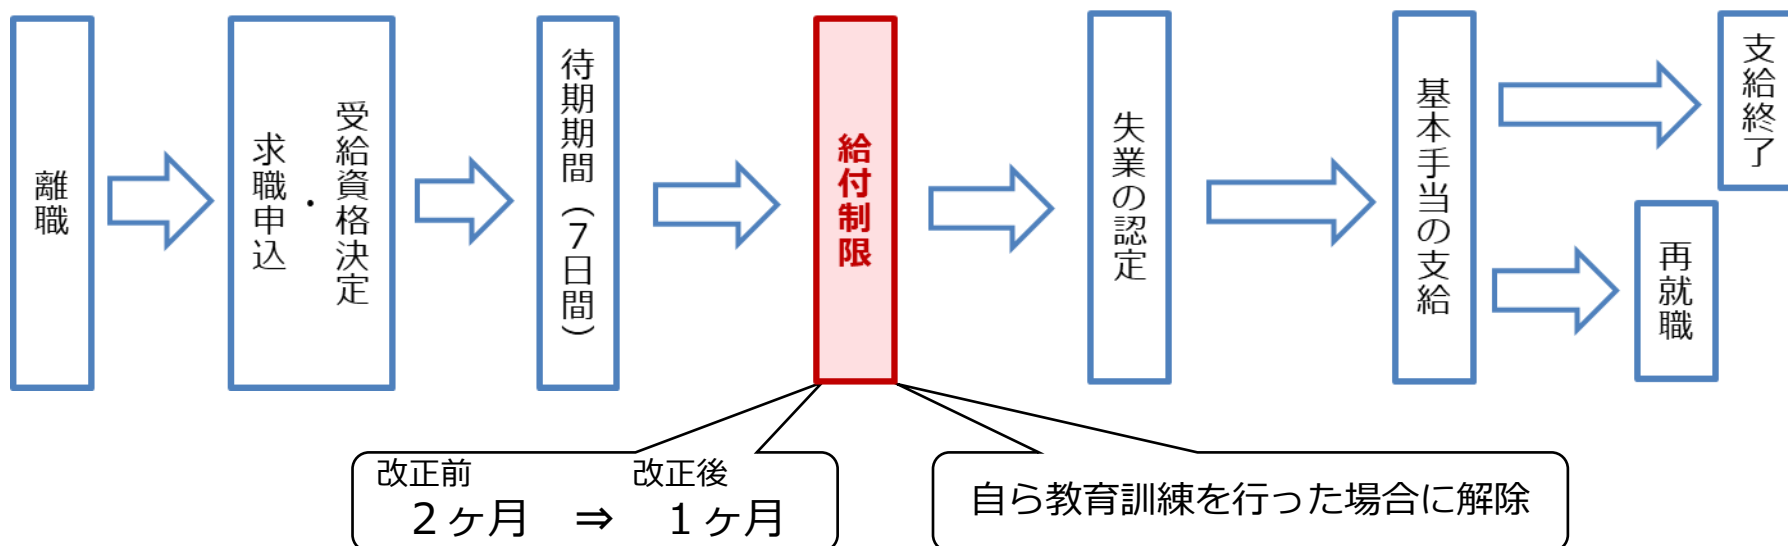 離職
受給資格決定
・
求職申込
待期期間（7日間）
給付制限
失業の認定
基本手当の支給
支給終了
再就職
改正前 改正後
２ヶ月 ⇒ １ヶ月
自ら教育訓練を行った場合に解除